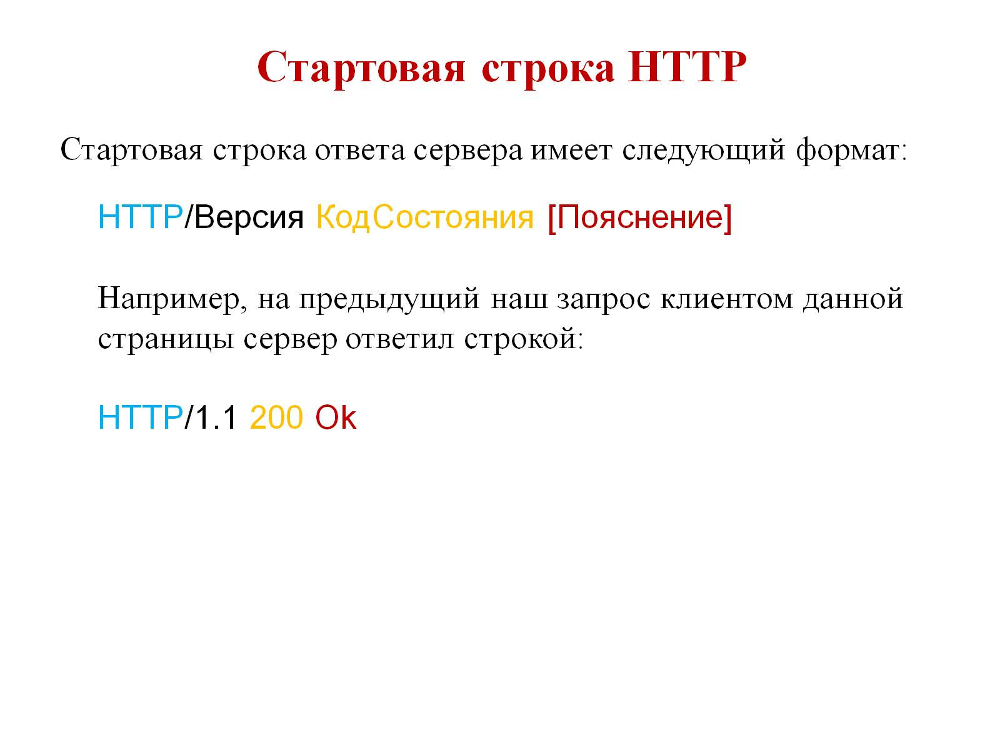 Стартовая строка HTTP
Стартовая строка ответа сервера имеет следующий формат:
HTTP/Версия КодСостояния [Пояснение]
Например, на предыдущий наш запрос клиентом данной
страницы сервер ответил строкой:
HTTP/1.1 200 Ok